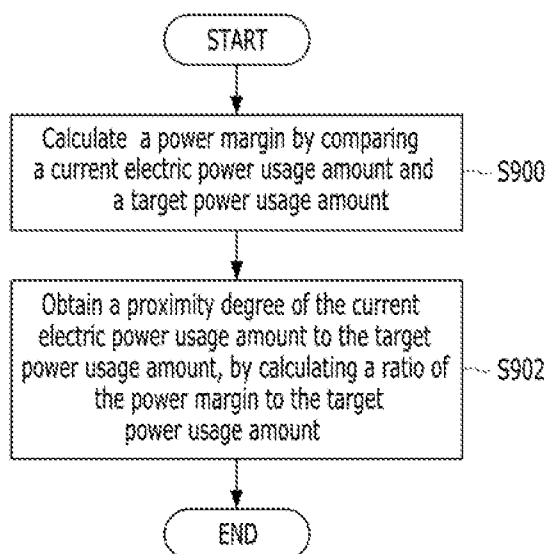 START
Calculate a power margin by comparing
a current electric power usage amount and
a target power usage amount
S900
Obtain a proximity degree of the current
electric power usage amount to the target
power usage amount, by calculating a ratio of
the power margin to the target
power usage amount
S902
END